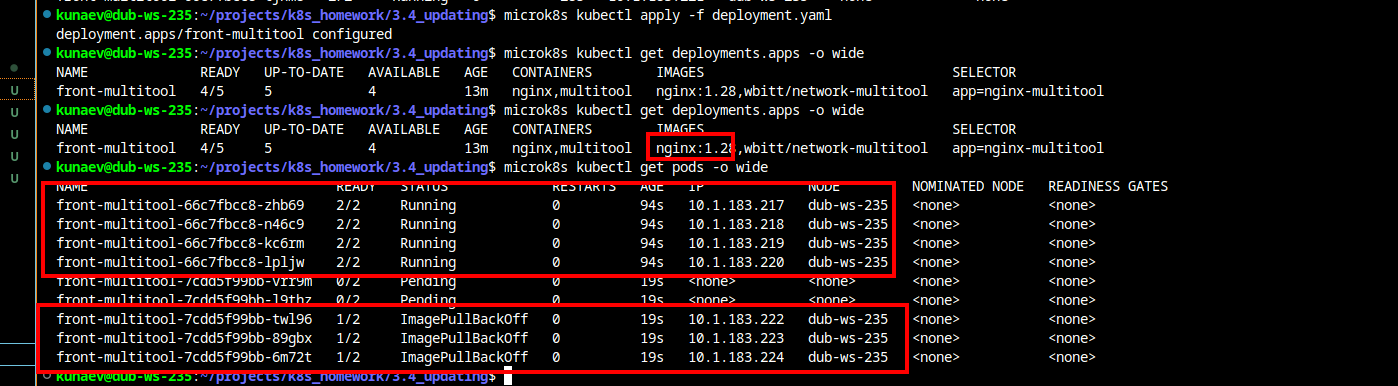 kunaev@dub-ws-235:~/projects/k8s_homework/3.4_updating$ microk8s kubectl apply -f deployment.yaml
deployment.apps/front-multitool configured
kunaev@dub-ws-235:~/projects/k8s_homework/3.4_updating$ microk8s kubectl get deployments.apps -o wide
NAME READY UP-TO-DATE AVAILABLE AGE CONTAINERS IMAGES SELECTOR
front-multitool 4/5 5 4 13m nginx,multitool nginx:1.28,wbitt/network-multitool app=nginx-multitool
kunaev@dub-ws-235:~/projects/k8s_homework/3.4_updating$ microk8s kubectl get deployments.apps -o wide
NAME READY UP-TO-DATE AVAILABLE AGE CONTAINERS IMAGES SELECTOR
front-multitool 4/5 5 4 13m nginx,multitool nginx:1.28,wbitt/network-multitool app=nginx-multitool
kunaev@dub-ws-235:~/projects/k8s_homework/3.4_updating$ microk8s kubectl get pods -o wide
NAME READY STATUS RESTARTS AGE IP NODE NOMINATED NODE READINESS GATES
front-multitool-66c7fbcc8-zhb69 2/2 Running 0 94s 10.1.183.217 dub-ws-235 <none> <none>
front-multitool-66c7fbcc8-n46c9 2/2 Running 0 94s 10.1.183.218 dub-ws-235 <none> <none>
front-multitool-66c7fbcc8-kc6rm 2/2 Running 0 94s 10.1.183.219 dub-ws-235 <none> <none>
front-multitool-66c7fbcc8-lpljw 2/2 Running 0 94s 10.1.183.220 dub-ws-235 <none> <none>
front-multitool-7cdd5f99bb-vrr9m 0/2 Pending 0 19s <none> <none> <none> <none>
front-multitool-7cdd5f99bb-l9thz 0/2 Pending 0 19s <none> <none> <none> <none>
front-multitool-7cdd5f99bb-twl96 1/2 ImagePullBackOff 0 19s 10.1.183.222 dub-ws-235 <none> <none>
front-multitool-7cdd5f99bb-89gbx 1/2 ImagePullBackOff 0 19s 10.1.183.223 dub-ws-235 <none> <none>
front-multitool-7cdd5f99bb-6m72t 1/2 ImagePullBackOff 0 19s 10.1.183.224 dub-ws-235 <none> <none>
kunaev@dub-ws-235:~/projects/k8s_homework/3.4_updating$
U
U
U
U
U